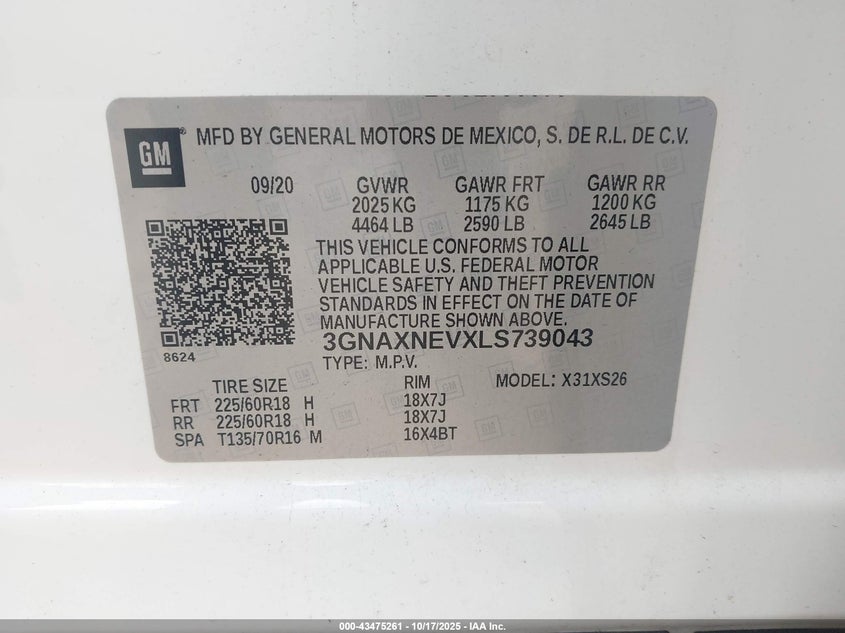 GM
MFD BY GENERAL MOTORS DE MEXICO, S. DE R.L. DE C.V.
09/20 GVWR GAWR FRT GAWR RR
2025 KG 1175 KG 1200 KG
4464 LB 2590 LB 2645 LB
THIS VEHICLE CONFORMS TO ALL
APPLICABLE U.S. FEDERAL MOTOR
VEHICLE SAFETY AND THEFT PREVENTION
STANDARDS IN EFFECT ON THE DATE OF
MANUFACTURE SHOWN ABOVE.
3GNAXNEVXLS739043
8624
TYPE: M.P.V.
TIRE SIZE RIM MODEL: X31XS26
FRT 225/60R18 H 18X7J
RR 225/60R18 H 18X7J
SPA T135/70R16 M 16X4BT
000-43475261 - 10/17/2025 - IAA Inc.